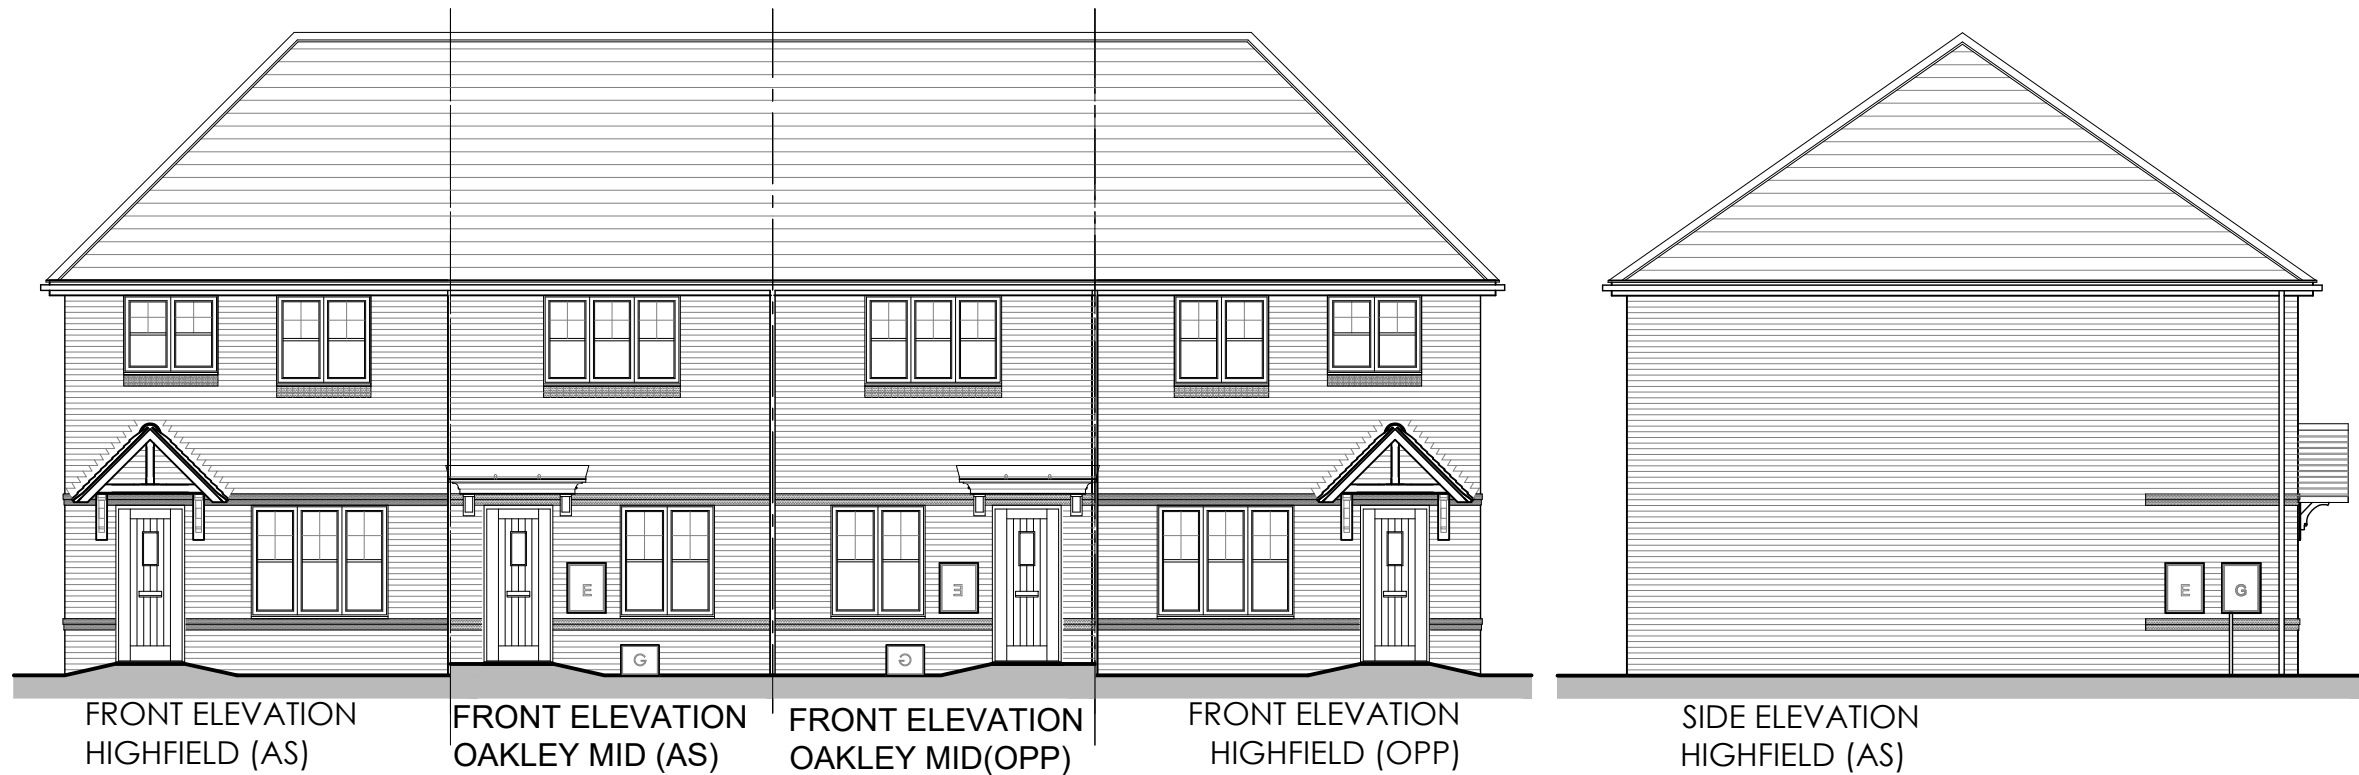 E
E
G
G
E
G
FRONT ELEVATION
HIGHFIELD (AS)
FRONT ELEVATION
OAKLEY MID (AS)
FRONT ELEVATION
OAKLEY MID(OPP)
FRONT ELEVATION
HIGHFIELD (OPP)
SIDE ELEVATION
HIGHFIELD (AS)